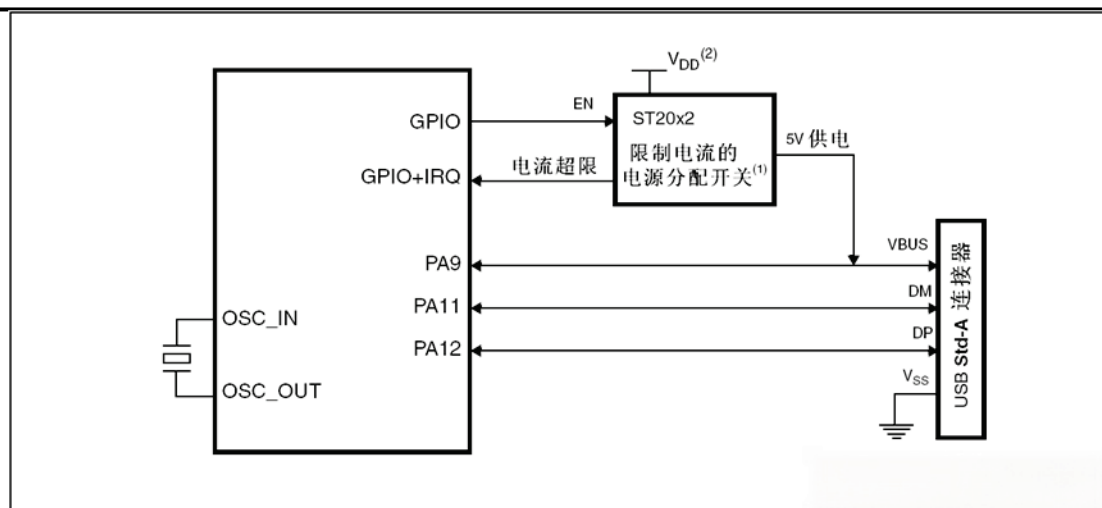 V_DD^(2)
EN
GPIO
ST20x2
5V 供电
限制电流的
电源分配开关^(1)
电流超限
GPIO+IRQ
VBUS
PA9
DM
PA11
DP
PA12
V_SS
OSC_IN
OSC_OUT
USB Std-A 连接器